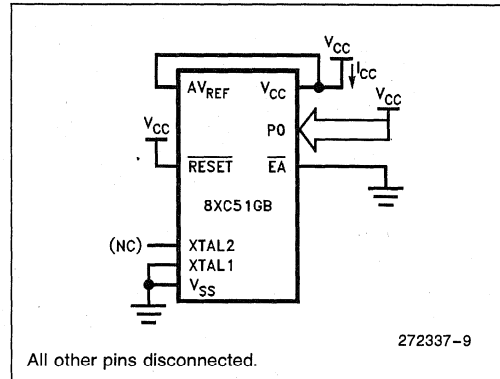 VCC
ICC
AVREF
VCC
VCC
P0
VCC
RESET
EA
8XC51GB
(NC)
XTAL2
XTAL1
VSS
272337-9
All other pins disconnected.